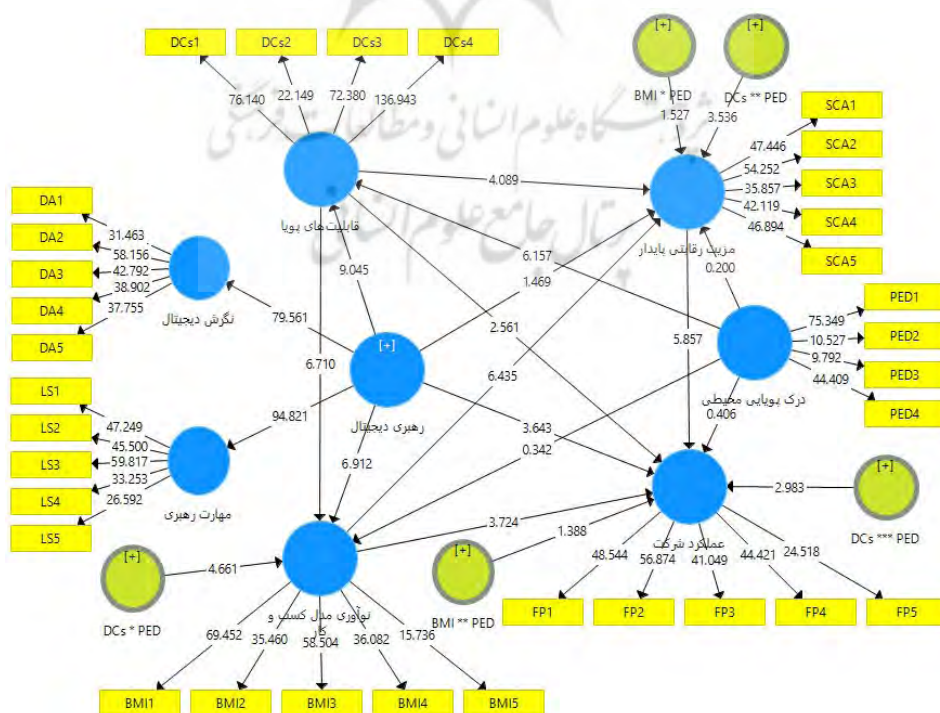 DCs1
DCs2
DCs3
DCs4
[+]
[+]
76.140
22.149
72.380
136.943
BMI * PED
DCs ** PED
1.527
3.536
SCA1
SCA2
SCA3
SCA4
SCA5
47.446
54.252
35.857
42.119
46.894
پژوهشگاه علوم انسانی و مطالعات فرهنگی
پرتال جامع علوم انسانی
قابلیت‌های پویا
4.089
مزیت رقابتی پایدار
0.200
DA1
DA2
DA3
DA4
DA5
31.463
58.156
42.792
38.902
37.755
نگرش دیجیتال
9.045
6.157
1.469
79.561
2.561
6.710
6.435
5.857
PED1
PED2
PED3
PED4
75.349
10.527
9.792
44.409
درک پویایی محیطی
0.406
[+]
رهبری دیجیتال
94.821
3.643
0.342
6.912
LS1
LS2
LS3
LS4
LS5
47.249
45.500
59.817
33.253
26.592
مهارت رهبری
[+]
2.983
DCs *** PED
عملکرد شرکت
3.724
1.388
[+]
BMI ** PED
[+]
4.661
DCs * PED
نوآوری مدل کسب و
کار
48.544
56.874
41.049
44.421
24.518
FP1
FP2
FP3
FP4
FP5
69.452
35.460
58.504
36.082
15.736
BMI1
BMI2
BMI3
BMI4
BMI5